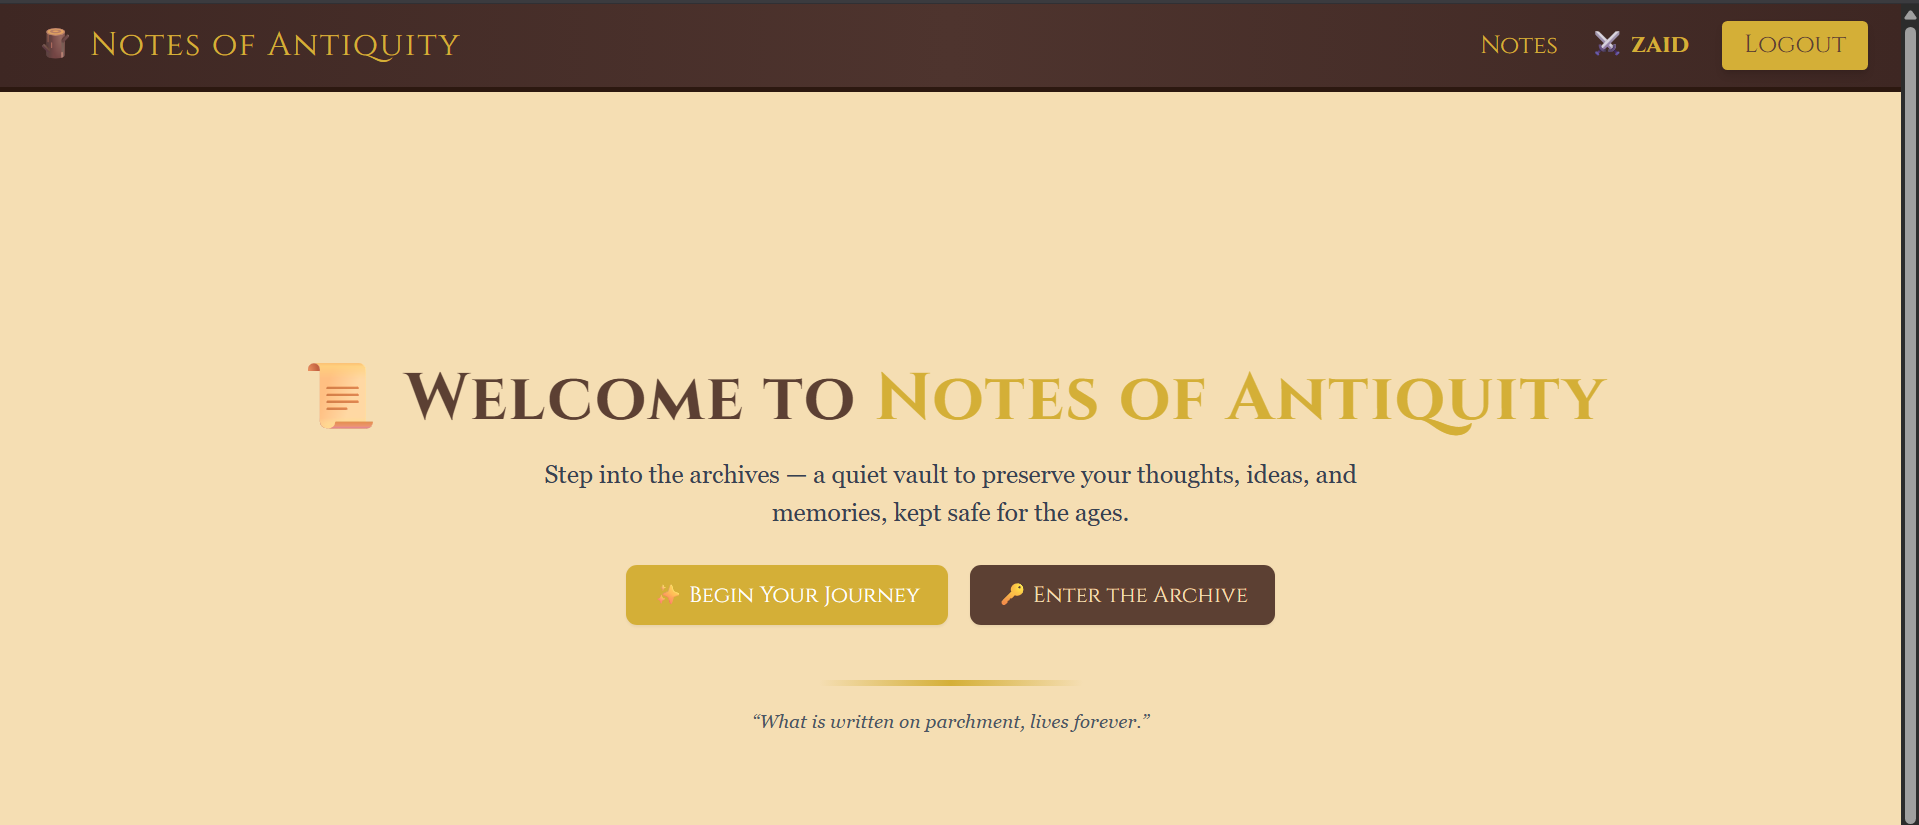 Notes of Antiquity
Notes
ZAID
Logout
Welcome to Notes of Antiquity
Step into the archives — a quiet vault to preserve your thoughts, ideas, and
memories, kept safe for the ages.
Begin Your Journey
Enter the Archive
“What is written on parchment, lives forever.”